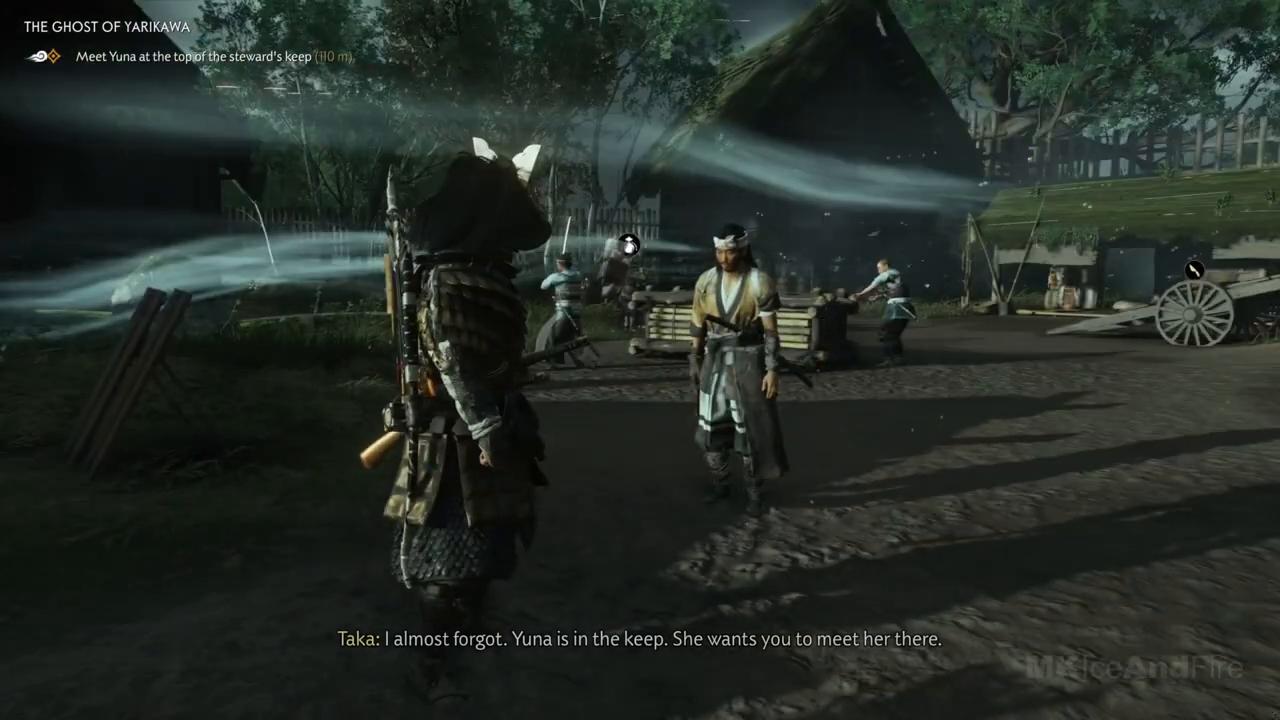 THE GHOST OF YARIKAWA
Meet Yuna at the top of the steward's keep (110 m)
Taka: I almost forgot. Yuna is in the keep. She wants you to meet her there.
MKIceAndFire